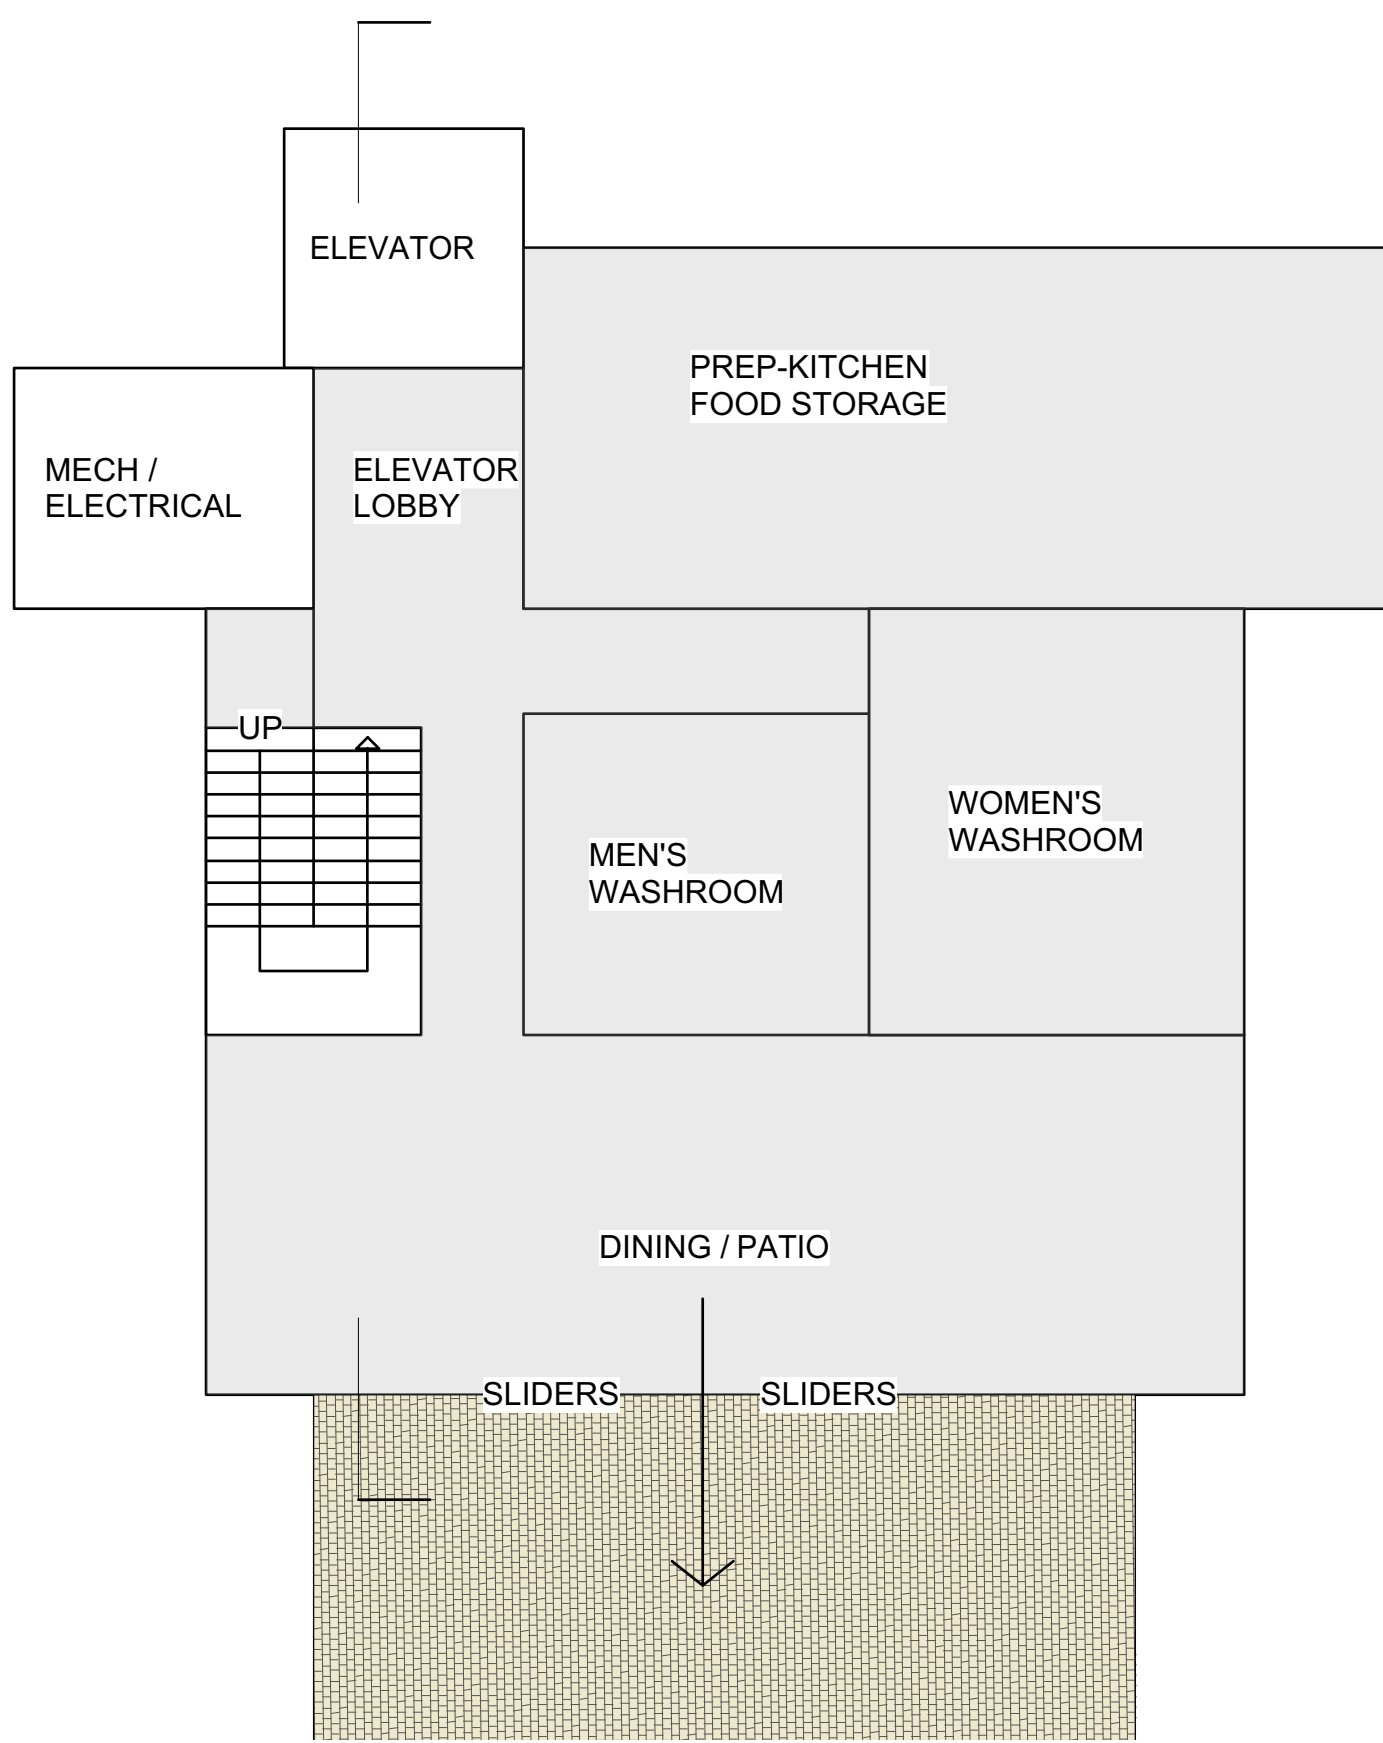 ELEVATOR
PREP-KITCHEN
FOOD STORAGE
MECH /
ELECTRICAL
ELEVATOR
LOBBY
UP
WOMEN'S
WASHROOM
MEN'S
WASHROOM
DINING / PATIO
SLIDERS
SLIDERS